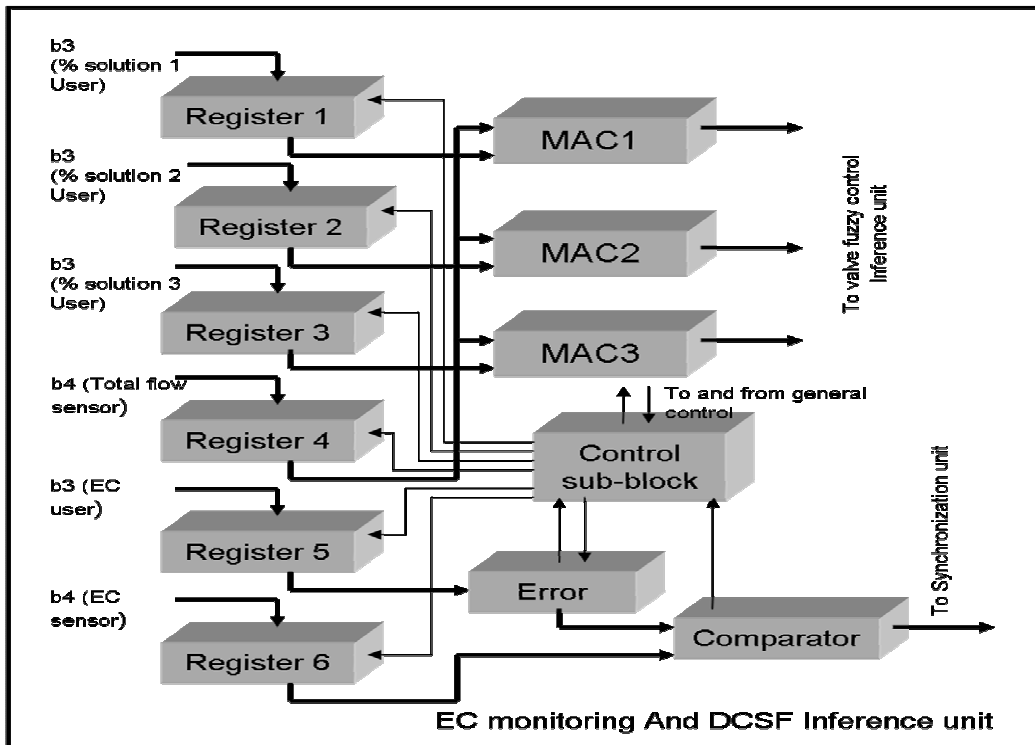 b3
(% solution 1
User)
Register 1
b3
(% solution 2
User)
Register 2
b3
(% solution 3
User)
Register 3
b4 (Total flow
sensor)
Register 4
b3 (EC
user)
Register 5
b4 (EC
sensor)
Register 6
MAC1
MAC2
MAC3
To valve fuzzy control
Inference unit
To and from general
control
Control
sub-block
Error
Comparator
To Synchronization unit
EC monitoring And DCSF Inference unit